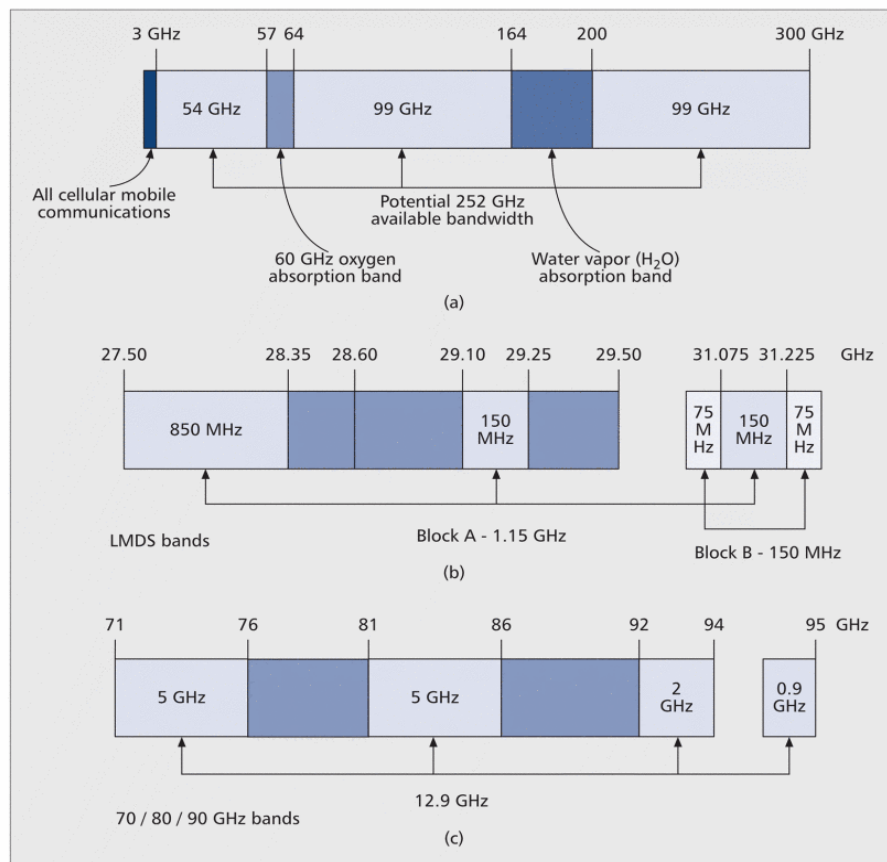 3 GHz 57 64 164 200 300 GHz
54 GHz 99 GHz 99 GHz
All cellular mobile
communications
Potential 252 GHz
available bandwidth
60 GHz oxygen
absorption band
Water vapor (H₂O)
absorption band
(a)
27.50 28.35 28.60 29.10 29.25 29.50 31.075 31.225 GHz
850 MHz
150
MHz
75
M
Hz
150
MHz
75
M
Hz
LMDS bands
Block A - 1.15 GHz
Block B - 150 MHz
(b)
71 76 81 86 92 94 95 GHz
5 GHz 5 GHz
2
GHz
0.9
GHz
12.9 GHz
70 / 80 / 90 GHz bands
(c)